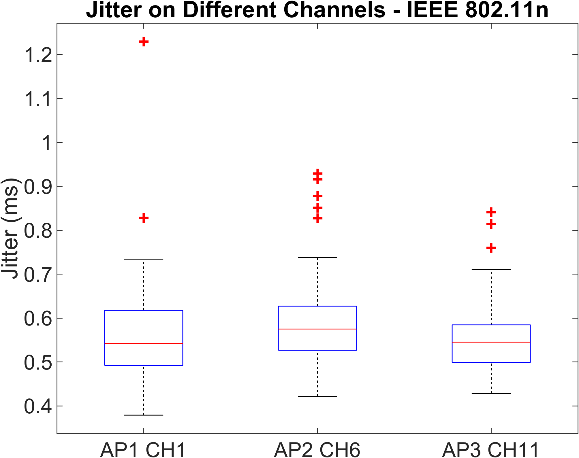 Jitter on Different Channels - IEEE 802.11n
Jitter (ms)
1.2
1.1
1
0.9
0.8
0.7
0.6
0.5
0.4
AP1 CH1
AP2 CH6
AP3 CH11